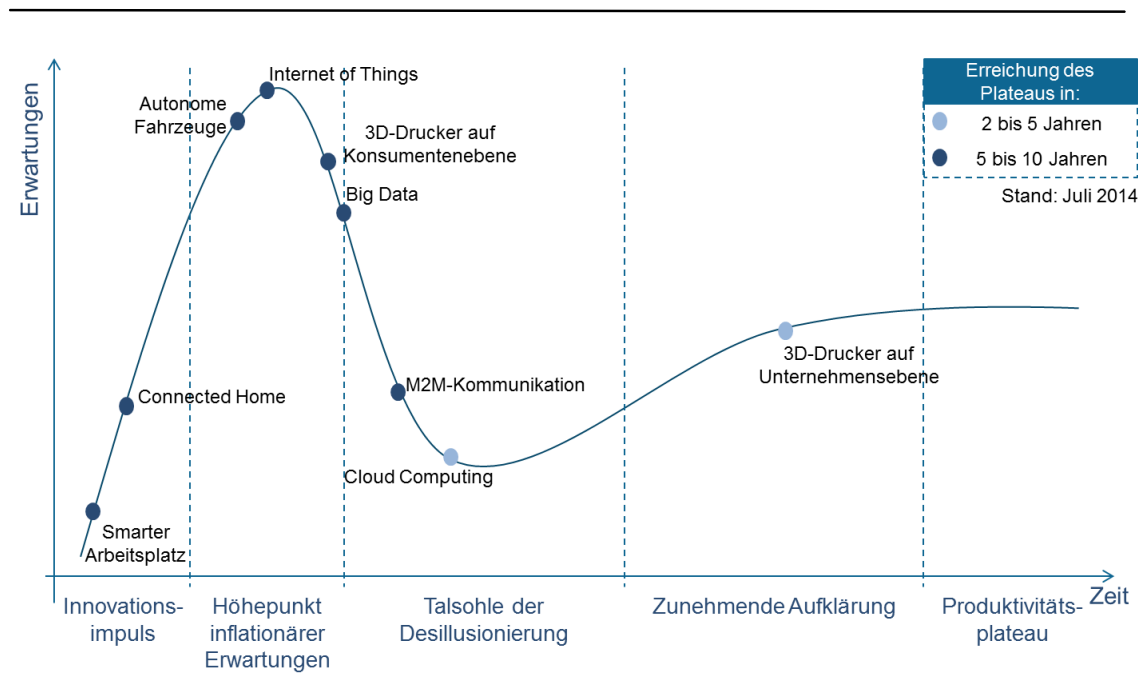 Erwartungen
Internet of Things
Autonome
Fahrzeuge
3D-Drucker auf
Konsumentenebene
Big Data
Erreichung des
Plateaus in:
2 bis 5 Jahren
5 bis 10 Jahren
Stand: Juli 2014
Connected Home
M2M-Kommunikation
3D-Drucker auf
Unternehmensebene
Cloud Computing
Smarter
Arbeitsplatz
Zeit
Innovations-
impuls
Höhepunkt
inflationärer
Erwartungen
Talsohle der
Desillusionierung
Zunehmende Aufklärung
Produktivitäts-
plateau